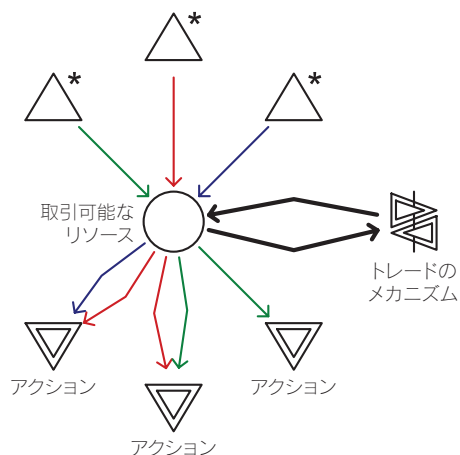 *
*
*
取引可能な
リソース
トレードの
メカニズム
アクション
アクション
アクション